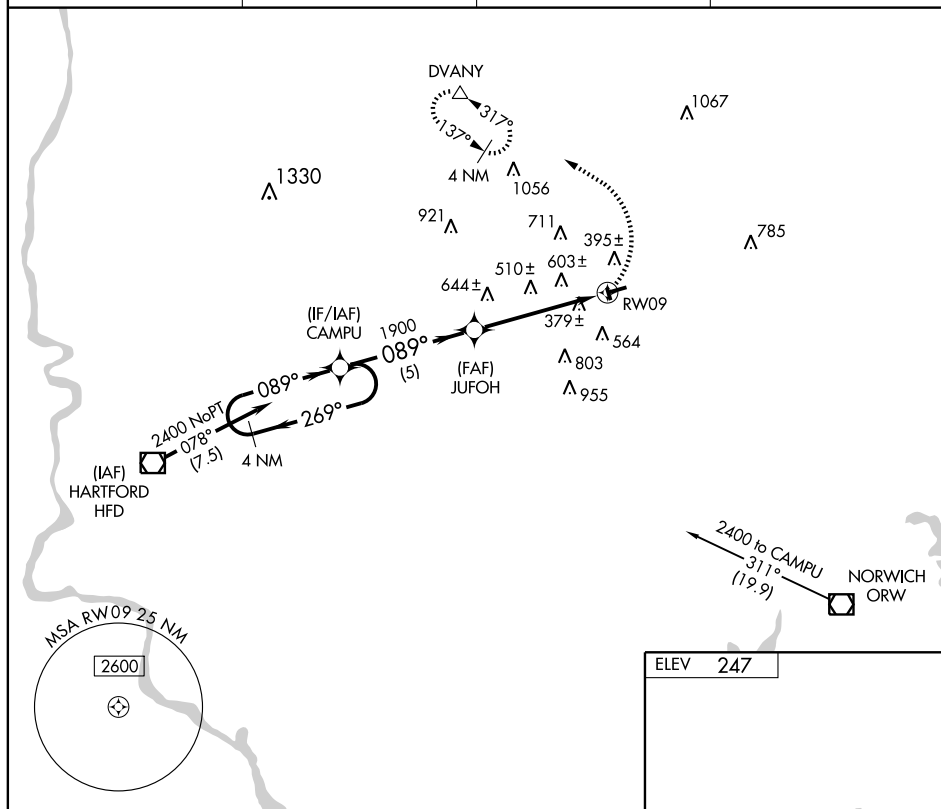 DVANY
317°
137°
4 NM
1067
1330
1056
921
711
785
395±
603±
510±
644±
RW09
379±
(IF/IAF)
CAMPU
1900
089°
(5)
564
(FAF)
JUFOH
803
955
089°
269°
2400 NoPT
078°
(7.5)
4 NM
(IAF)
HARTFORD
HFD
2400 to CAMPU
311°
(19.9)
NORWICH
ORW
MSA RW09 25 NM
2600
ELEV 247